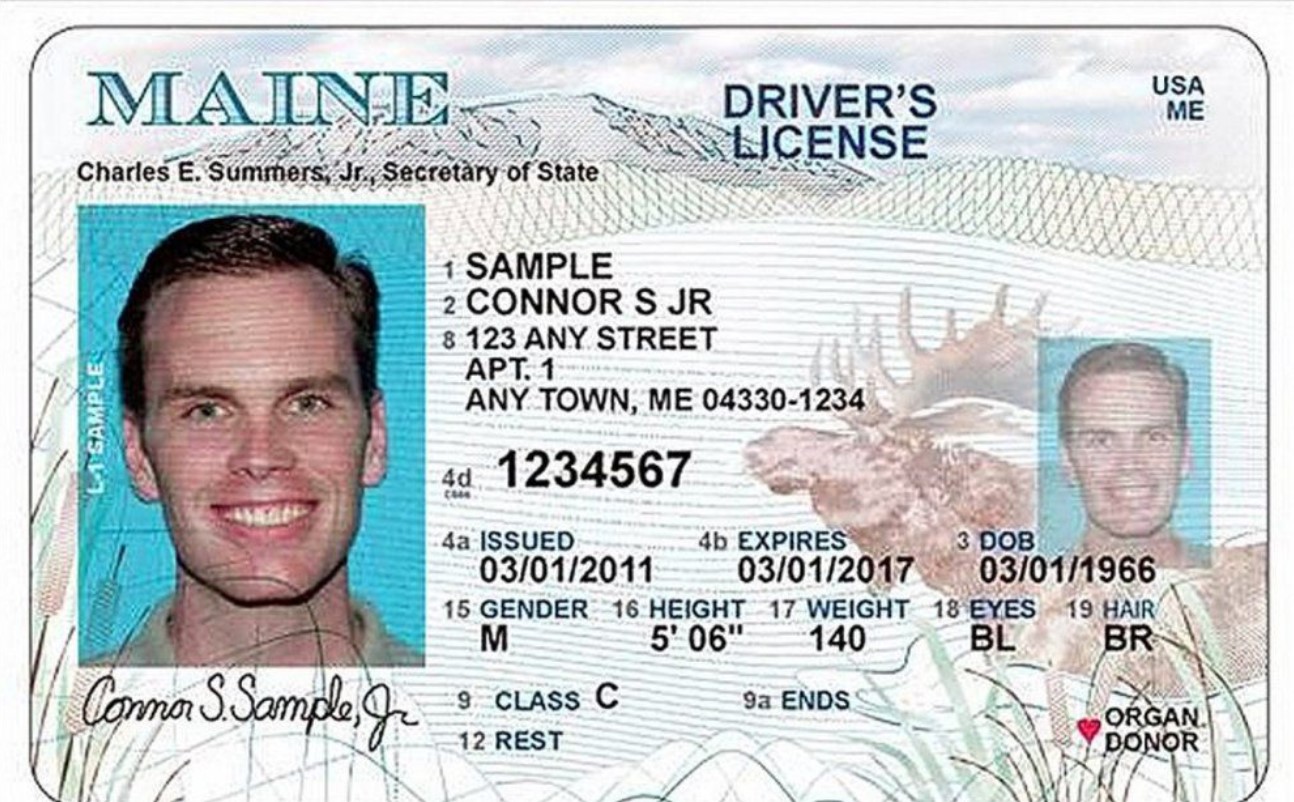 MAINE
DRIVER'S
LICENSE
USA
ME
Charles E. Summers, Jr., Secretary of State
L-1 SAMPLE
1 SAMPLE
2 CONNOR S JR
8 123 ANY STREET
APT. 1
ANY TOWN, ME 04330-1234
4d 1234567
4a ISSUED 4b EXPIRES 3 DOB
03/01/2011 03/01/2017 03/01/1966
15 GENDER 16 HEIGHT 17 WEIGHT 18 EYES 19 HAIR
M 5' 06" 140 BL BR
Connor S. Sample, Jr
9 CLASS C 9a ENDS
12 REST
ORGAN
DONOR